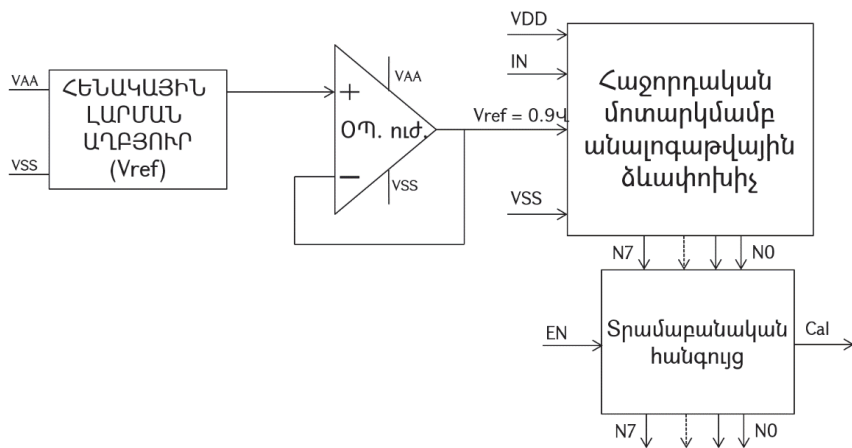 VAA
VSS
ՀԵՆԱԿԱՅԻՆ
ԼԱՐՄԱՆ
ԱՂԲՅՈՒՐ
(Vref)
+
ՕՊ. ուժ.
−
VAA
VSS
Vref = 0.9Վ
VDD
IN
VSS
Հաջորդական
մոտարկմամբ
անալոգաթվային
ձևափոխիչ
N7 N0
EN
Տրամաբանական
հանգույց
Cal
N7 N0